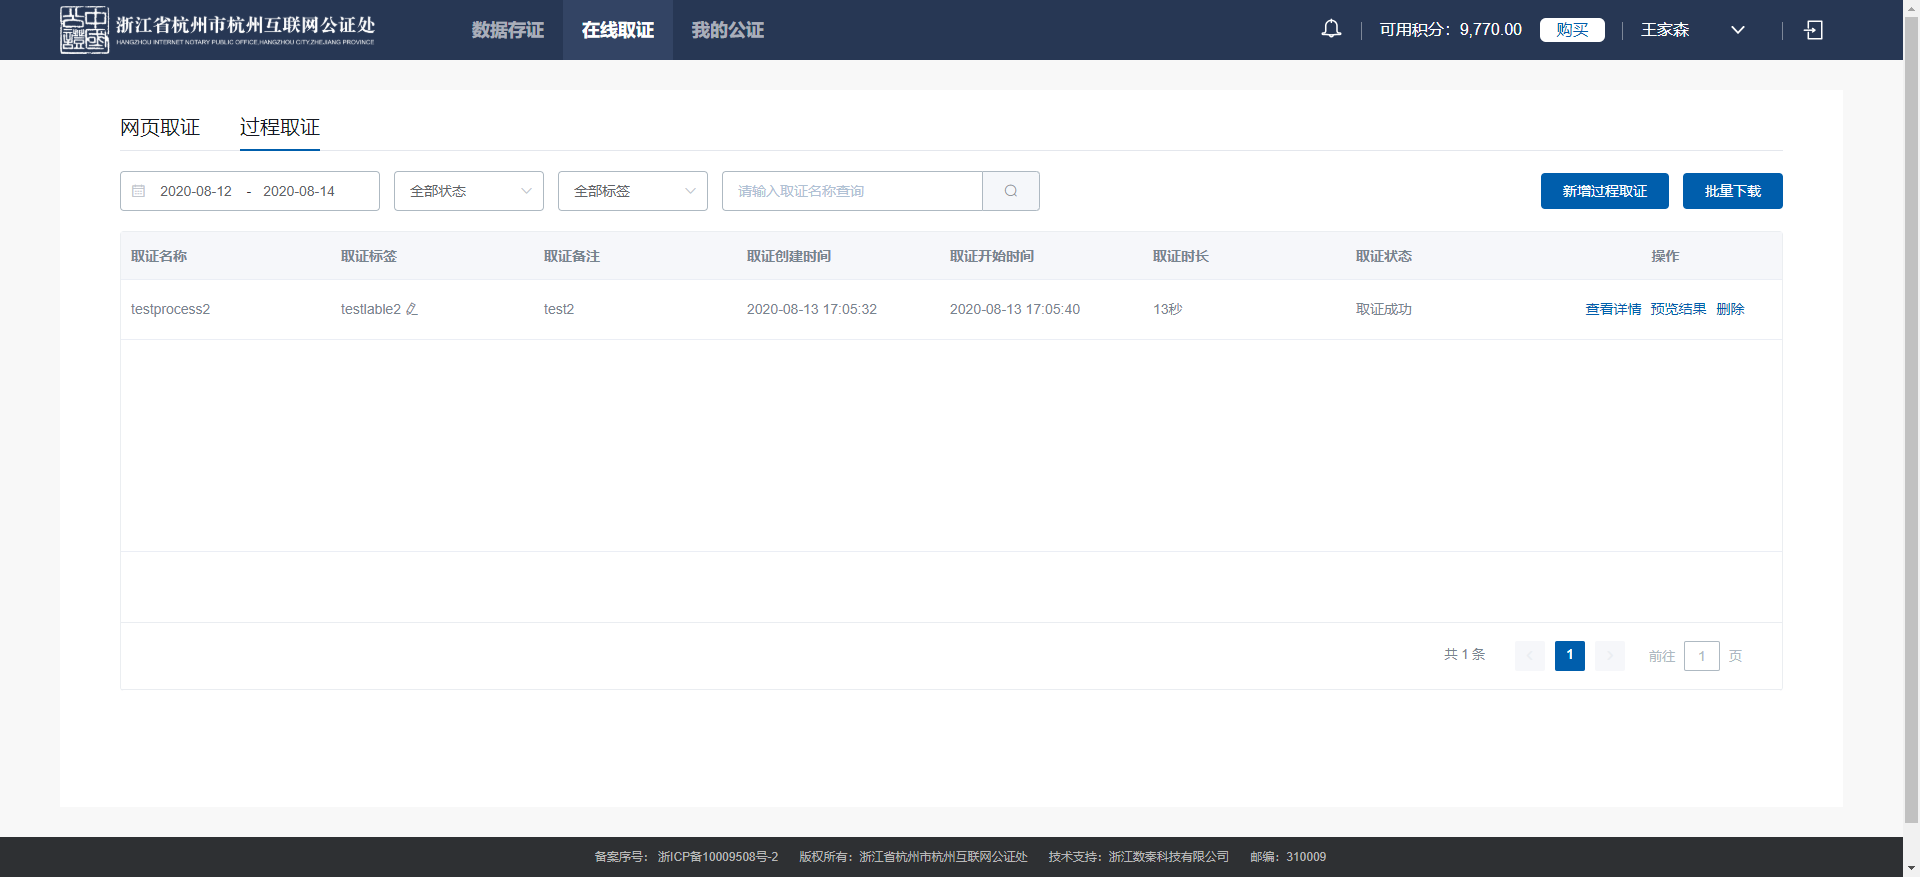 浙江省杭州市杭州互联网公证处
HANGZHOU INTERNET NOTARY PUBLIC OFFICE,HANGZHOU CITY,ZHEJIANG PROVINCE
数据存证 在线取证 我的公证
可用积分：9,770.00 购买 王家森
网页取证 过程取证
2020-08-12 - 2020-08-14 全部状态 全部标签 请输入取证名称查询 新增过程取证 批量下载
取证名称 取证标签 取证备注 取证创建时间 取证开始时间 取证时长 取证状态 操作
testprocess2 testlable2 test2 2020-08-13 17:05:32 2020-08-13 17:05:40 13秒 取证成功 查看详情 预览结果 删除
共 1 条 1 前往 1 页
备案序号： 浙ICP备10009508号-2 版权所有：浙江省杭州市杭州互联网公证处 技术支持：浙江数秦科技有限公司 邮编：310009